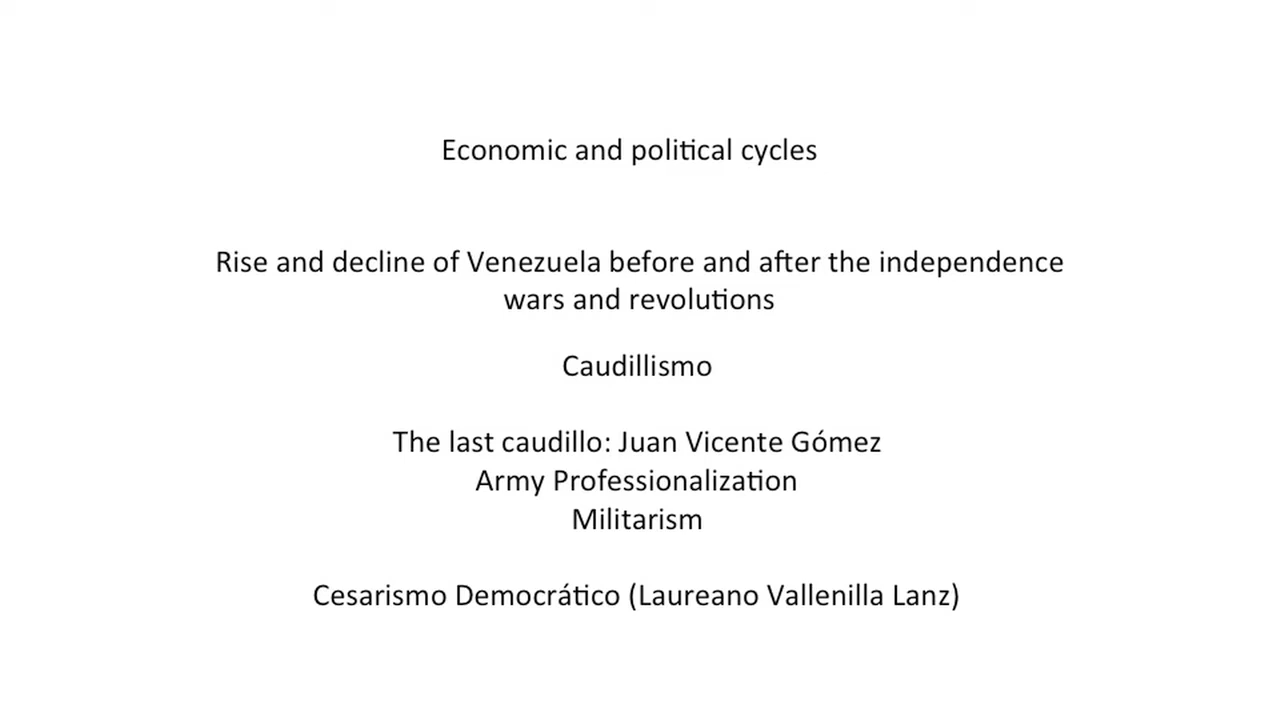 Economic and political cycles
Rise and decline of Venezuela before and after the independence
wars and revolutions
Caudillismo
The last caudillo: Juan Vicente Gómez
Army Professionalization
Militarism
Cesarismo Democrático (Laureano Vallenilla Lanz)